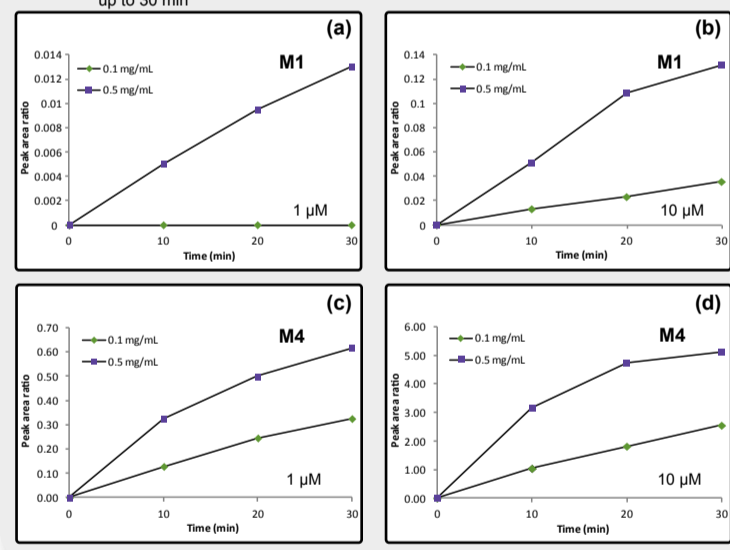 up to 30 min
(a)
M1
0.1 mg/mL
0.5 mg/mL
Peak area ratio
0.014
0.012
0.01
0.008
0.006
0.004
0.002
0
1 µM
0 10 20 30
Time (min)
(b)
M1
0.1 mg/mL
0.5 mg/mL
Peak area ratio
0.14
0.12
0.1
0.08
0.06
0.04
0.02
0
10 µM
0 10 20 30
Time (min)
(c)
M4
0.1 mg/mL
0.5 mg/mL
Peak area ratio
0.70
0.60
0.50
0.40
0.30
0.20
0.10
0.00
1 µM
0 10 20 30
Time (min)
(d)
M4
0.1 mg/mL
0.5 mg/mL
Peak area ratio
6.00
5.00
4.00
3.00
2.00
1.00
0.00
10 µM
0 10 20 30
Time (min)